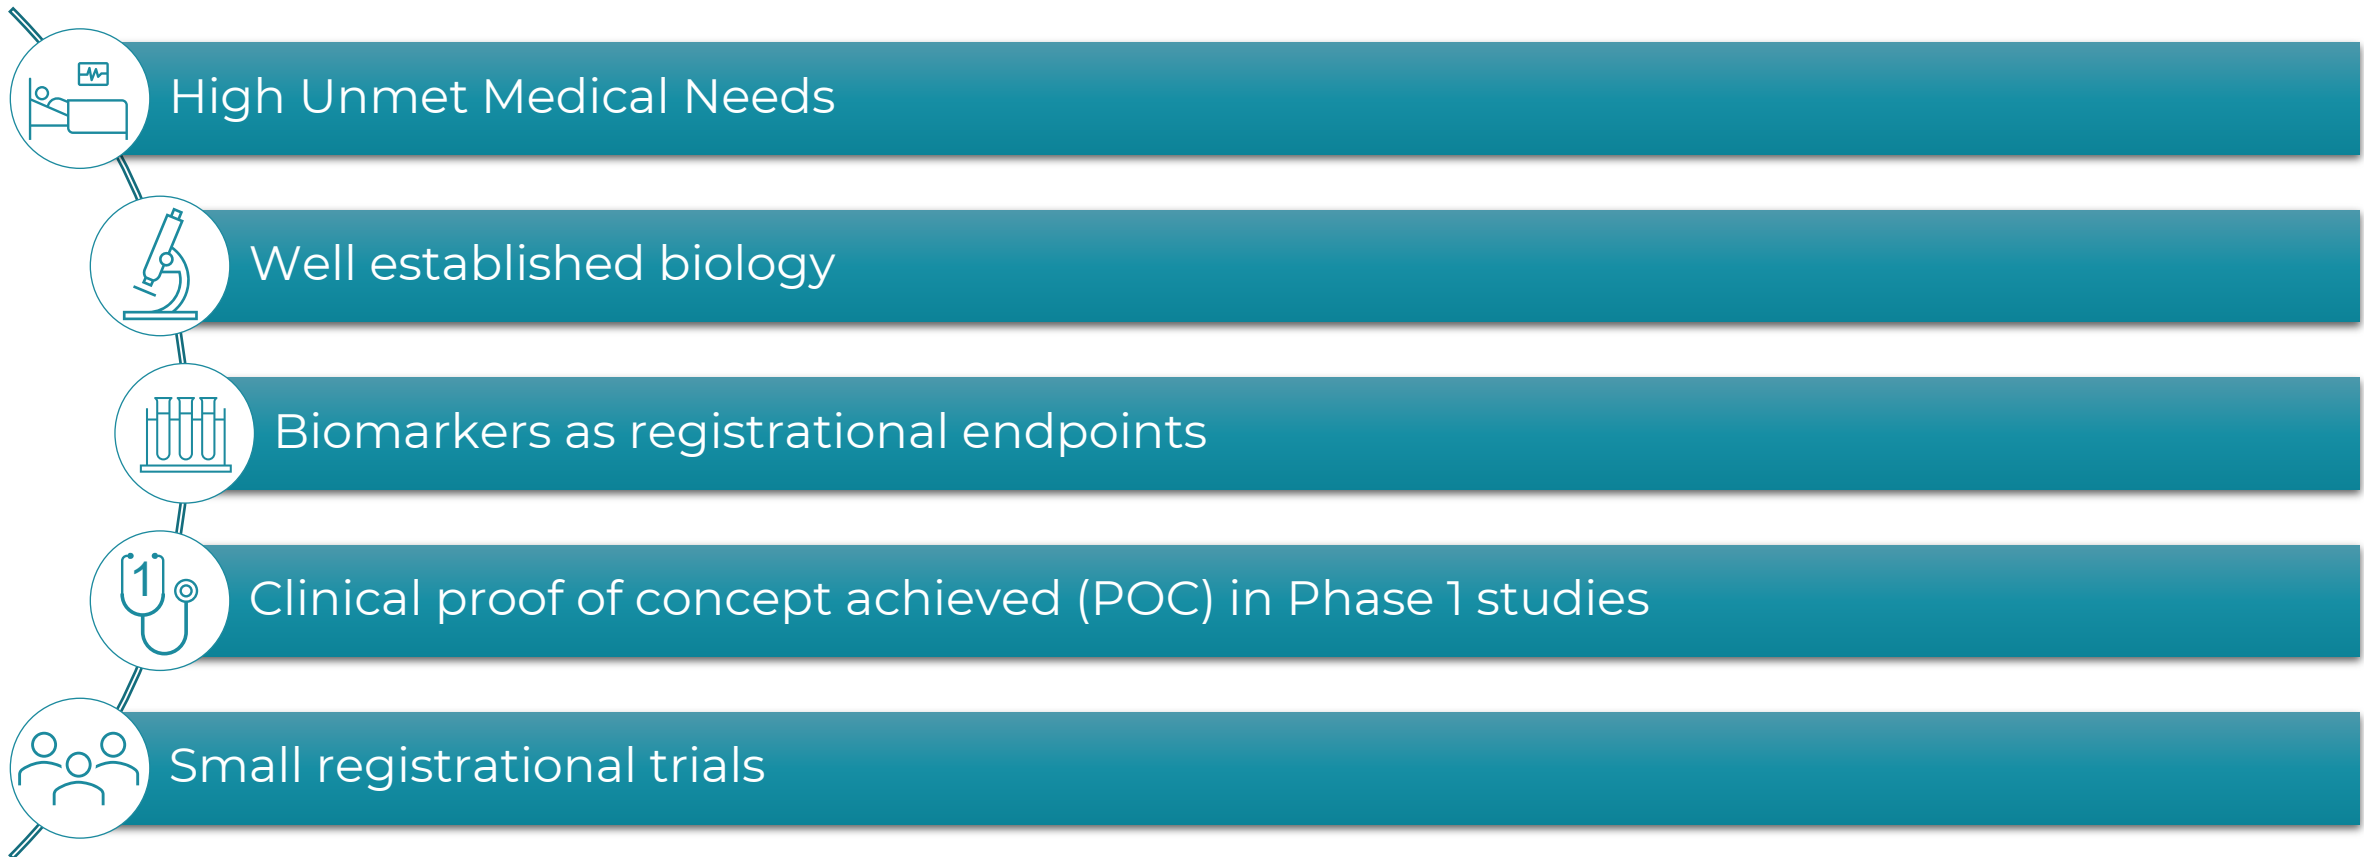 High Unmet Medical Needs
Well established biology
Biomarkers as registrational endpoints
1
Clinical proof of concept achieved (POC) in Phase 1 studies
Small registrational trials